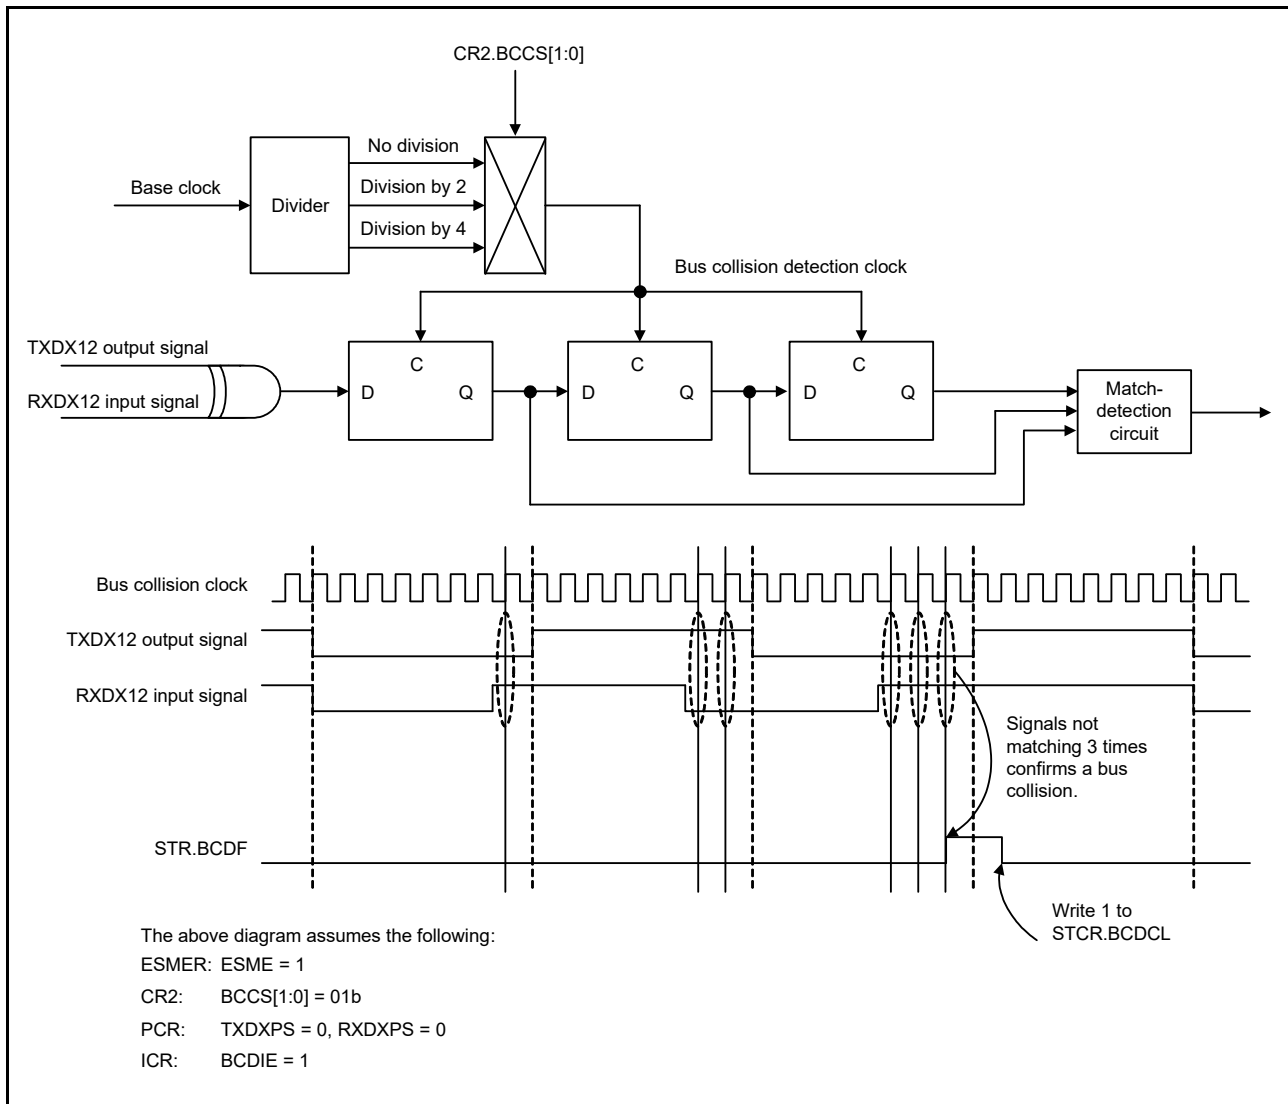 CR2.BCCS[1:0]
No division
Base clock
Divider
Division by 2
Division by 4
Bus collision detection clock
TXDX12 output signal
RXDX12 input signal
C
D
Q
C
D
Q
C
D
Q
Match-
detection
circuit
Bus collision clock
TXDX12 output signal
RXDX12 input signal
Signals not
matching 3 times
confirms a bus
collision.
STR.BCDF
Write 1 to
STCR.BCDCL
The above diagram assumes the following:
ESMER: ESME = 1
CR2: BCCS[1:0] = 01b
PCR: TXDXPS = 0, RXDXPS = 0
ICR: BCDIE = 1